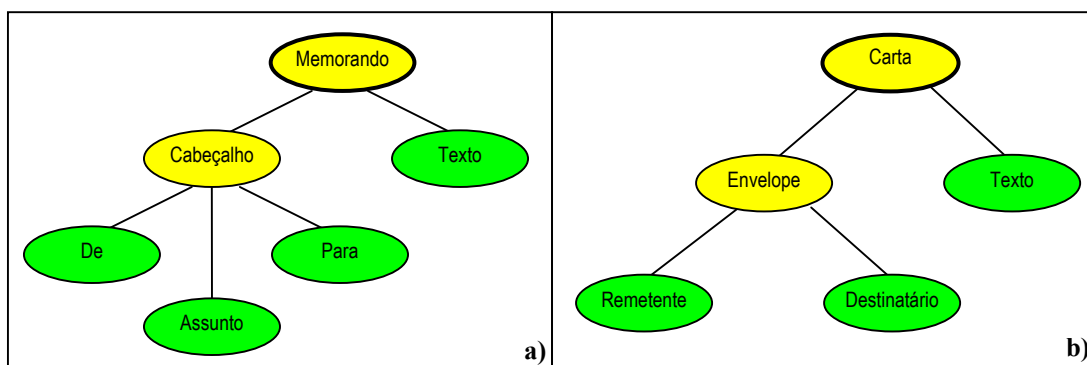 Memorando
Cabeçalho
Texto
De
Para
Assunto
a)
Carta
Envelope
Texto
Remetente
Destinatário
b)